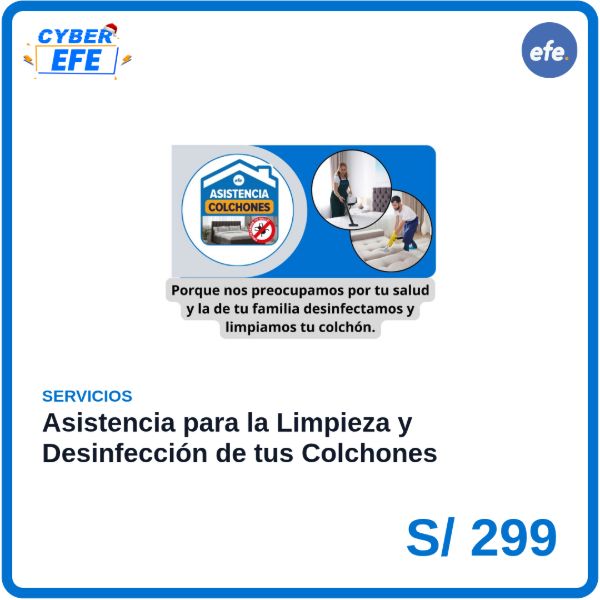 CYBER
EFE
efe.
efe
ASISTENCIA
COLCHONES
Porque nos preocupamos por tu salud
y la de tu familia desinfectamos y
limpiamos tu colchón.
SERVICIOS
Asistencia para la Limpieza y
Desinfección de tus Colchones
S/ 299